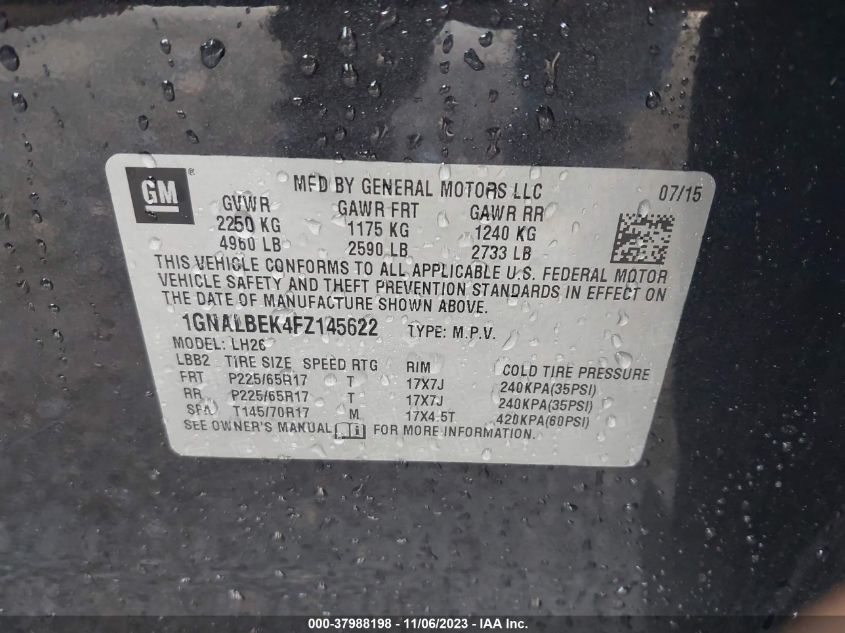 GM®
MFD BY GENERAL MOTORS LLC 07/15
GVWR GAWR FRT GAWR RR
2250 KG 1175 KG 1240 KG
4960 LB 2590 LB 2733 LB
THIS VEHICLE CONFORMS TO ALL APPLICABLE U.S. FEDERAL MOTOR
VEHICLE SAFETY AND THEFT PREVENTION STANDARDS IN EFFECT ON
THE DATE OF MANUFACTURE SHOWN ABOVE.
1GNALBEK4FZ145622 TYPE: M.P.V.
MODEL: LH26
LBB2 TIRE SIZE SPEED RTG RIM COLD TIRE PRESSURE
FRT P225/65R17 T 17X7J 240KPA(35PSI)
RR P225/65R17 T 17X7J 240KPA(35PSI)
SPA T145/70R17 M 17X4.5T 420KPA(60PSI)
SEE OWNER'S MANUAL FOR MORE INFORMATION.
000-37988198 - 11/06/2023 - IAA Inc.